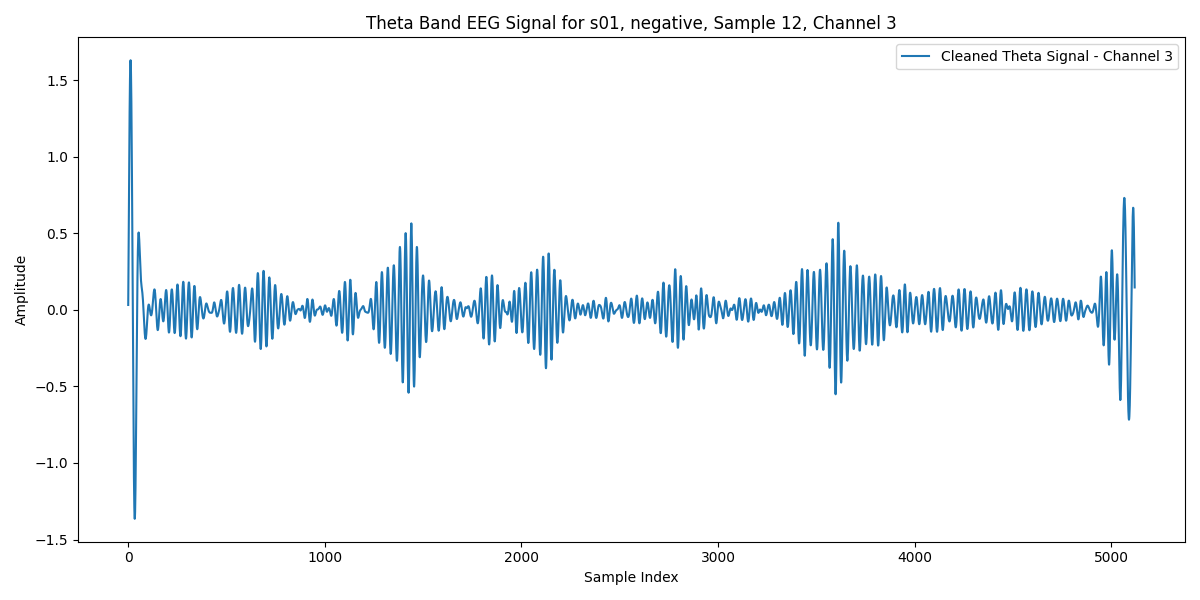 Theta Band EEG Signal for s01, negative, Sample 12, Channel 3
Cleaned Theta Signal - Channel 3
Amplitude
1.5
1.0
0.5
0.0
−0.5
−1.0
−1.5
0 1000 2000 3000 4000 5000
Sample Index